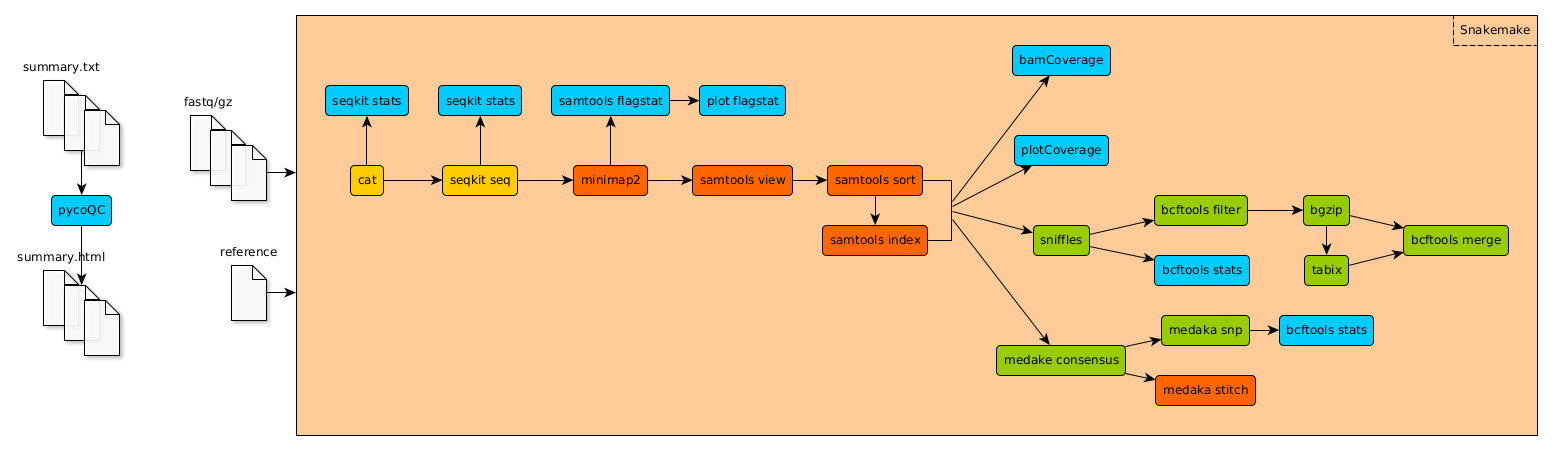 Snakemake
summary.txt
fastq/gz
pycoQC
summary.html
reference
bamCoverage
seqkit stats
seqkit stats
samtools flagstat
plot flagstat
plotCoverage
cat
seqkit seq
minimap2
samtools view
samtools sort
samtools index
sniffles
bcftools filter
bgzip
bcftools merge
bcftools stats
tabix
medake consensus
medaka snp
bcftools stats
medaka stitch